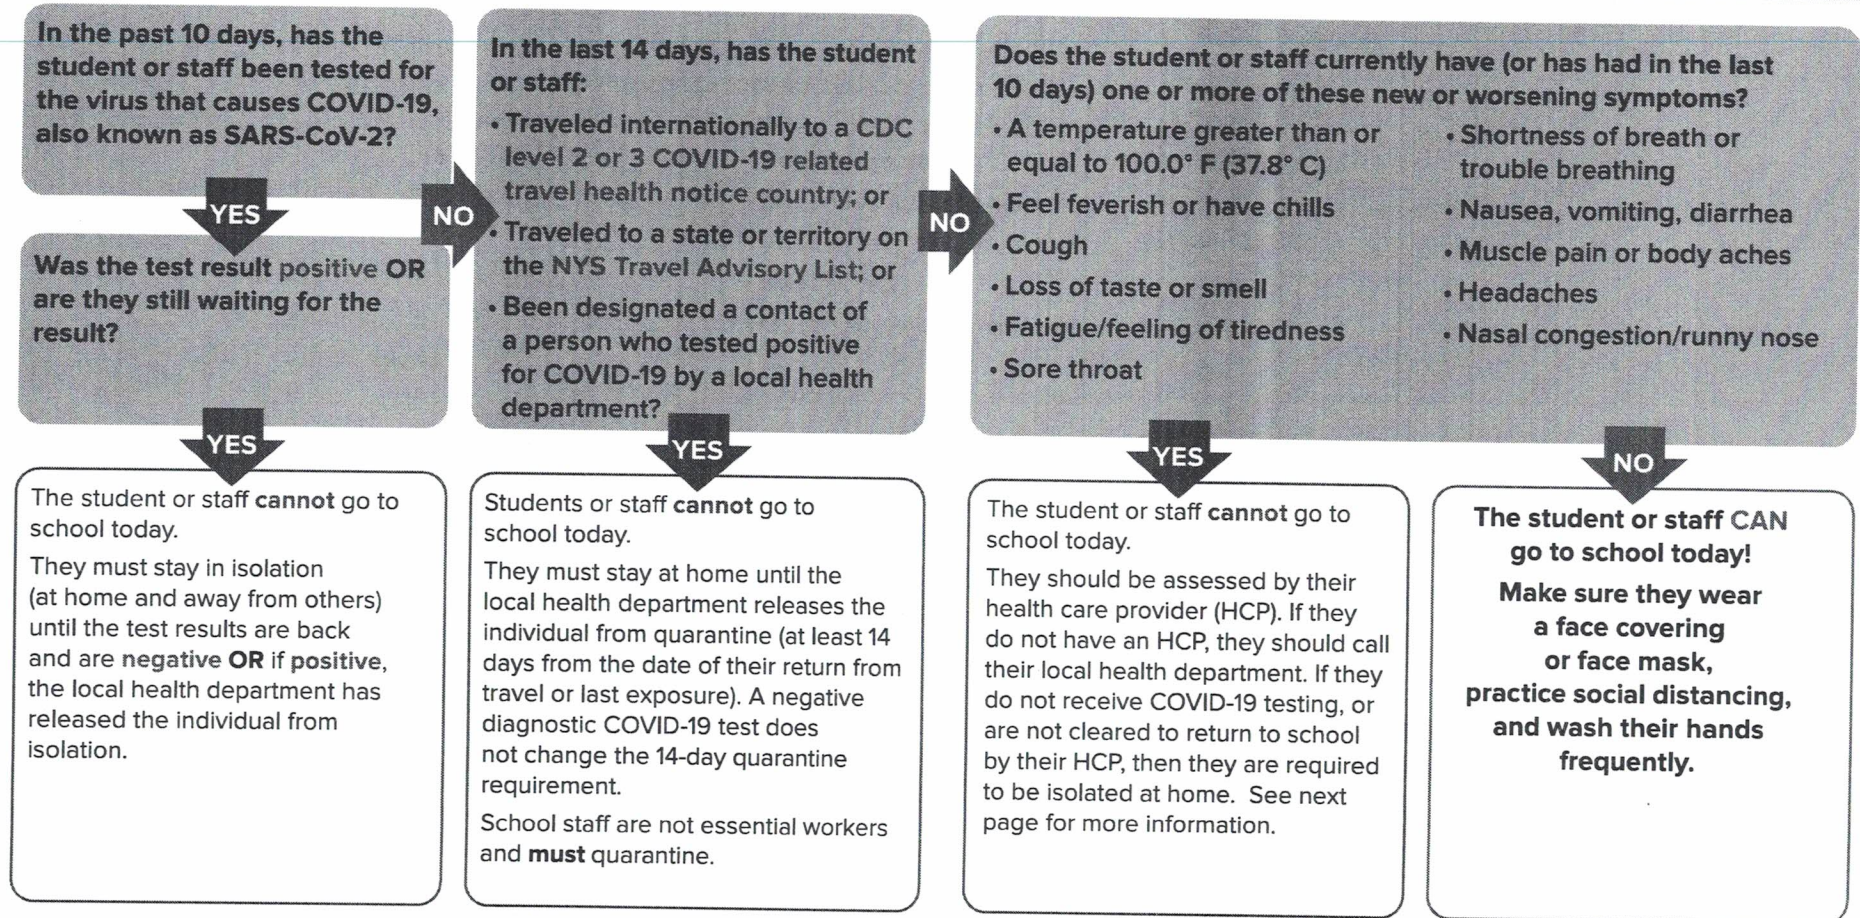 In the past 10 days, has the
student or staff been tested for
the virus that causes COVID-19,
also known as SARS-CoV-2?
YES
NO
Was the test result positive OR
are they still waiting for the
result?
YES
The student or staff cannot go to
school today.
They must stay in isolation
(at home and away from others)
until the test results are back
and are negative OR if positive,
the local health department has
released the individual from
isolation.
In the last 14 days, has the student
or staff:
• Traveled internationally to a CDC
level 2 or 3 COVID-19 related
travel health notice country; or
• Traveled to a state or territory on
the NYS Travel Advisory List; or
• Been designated a contact of
a person who tested positive
for COVID-19 by a local health
department?
NO
YES
Students or staff cannot go to
school today.
They must stay at home until the
local health department releases the
individual from quarantine (at least 14
days from the date of their return from
travel or last exposure). A negative
diagnostic COVID-19 test does
not change the 14-day quarantine
requirement.
School staff are not essential workers
and must quarantine.
Does the student or staff currently have (or has had in the last
10 days) one or more of these new or worsening symptoms?
• A temperature greater than or
equal to 100.0° F (37.8° C)
• Feel feverish or have chills
• Cough
• Loss of taste or smell
• Fatigue/feeling of tiredness
• Sore throat
• Shortness of breath or
trouble breathing
• Nausea, vomiting, diarrhea
• Muscle pain or body aches
• Headaches
• Nasal congestion/runny nose
YES
The student or staff cannot go to
school today.
They should be assessed by their
health care provider (HCP). If they
do not have an HCP, they should call
their local health department. If they
do not receive COVID-19 testing, or
are not cleared to return to school
by their HCP, then they are required
to be isolated at home. See next
page for more information.
NO
The student or staff CAN
go to school today!
Make sure they wear
a face covering
or face mask,
practice social distancing,
and wash their hands
frequently.